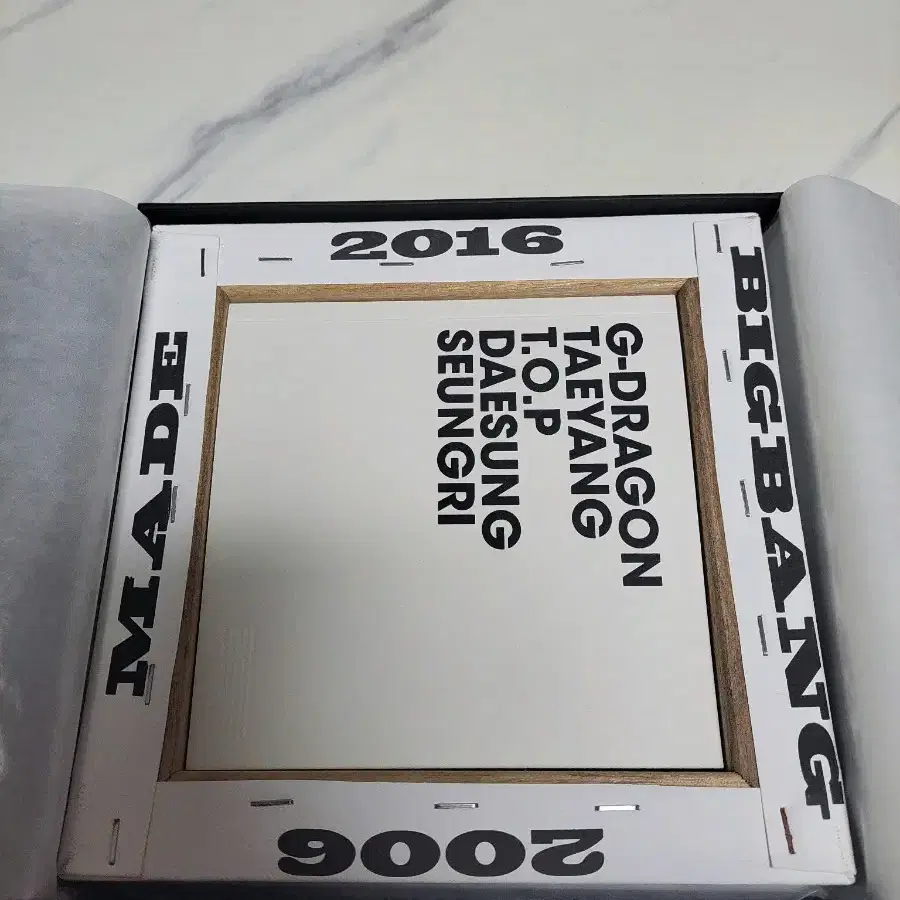 2016
BIGBANG
MADE
G-DRAGON
TAEYANG
T.O.P
DAESUNG
SEUNGRI
2006